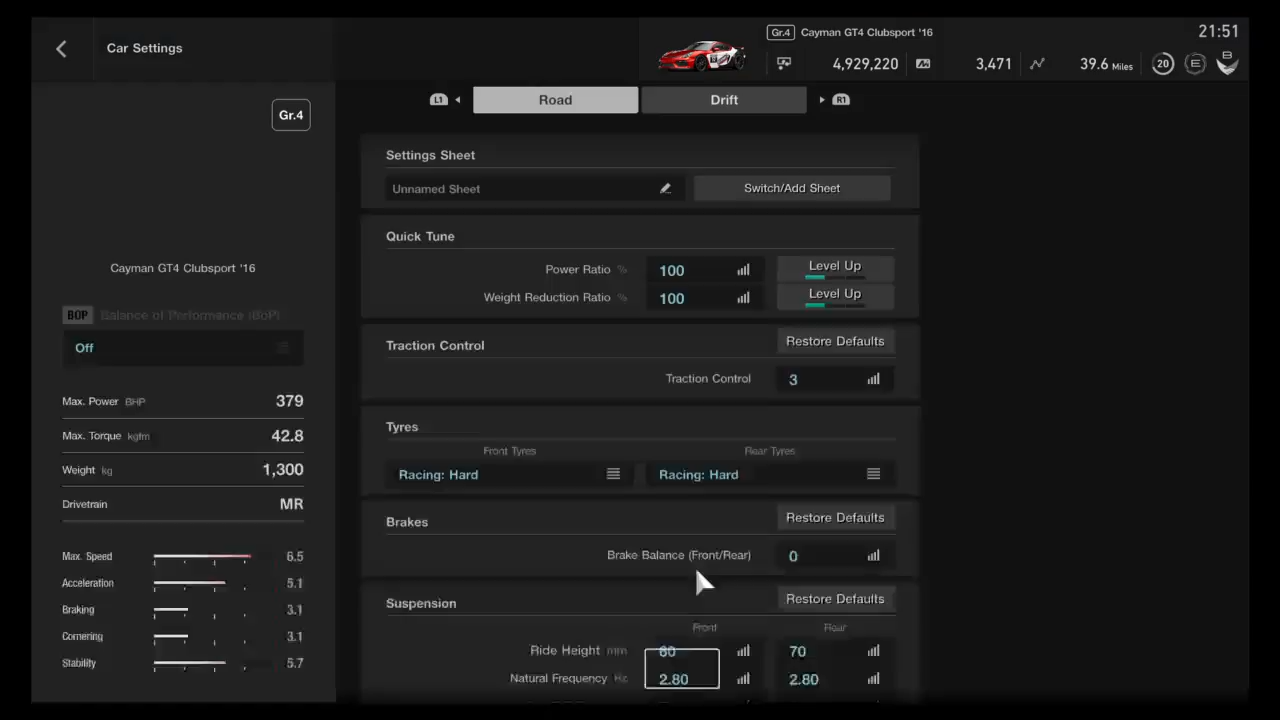 Car Settings
Gr.4 Cayman GT4 Clubsport '16
21:51
4,929,220 3,471 39.6 Miles 20 E B
L1 Road Drift R1
Gr.4
Settings Sheet
Unnamed Sheet Switch/Add Sheet
Quick Tune
Cayman GT4 Clubsport '16
Power Ratio % 100 Level Up
Weight Reduction Ratio % 100 Level Up
BOP Balance of Performance (BoP)
Off
Traction Control Restore Defaults
Traction Control 3
Max. Power BHP 379
Max. Torque kgfm 42.8
Weight kg 1,300
Drivetrain MR
Tyres
Front Tyres Rear Tyres
Racing: Hard Racing: Hard
Brakes Restore Defaults
Brake Balance (Front/Rear) 0
Max. Speed 6.5
Acceleration 5.1
Braking 3.1
Cornering 3.1
Stability 5.7
Suspension Restore Defaults
Front Rear
Ride Height mm 60 70
Natural Frequency Hz 2.80 2.80